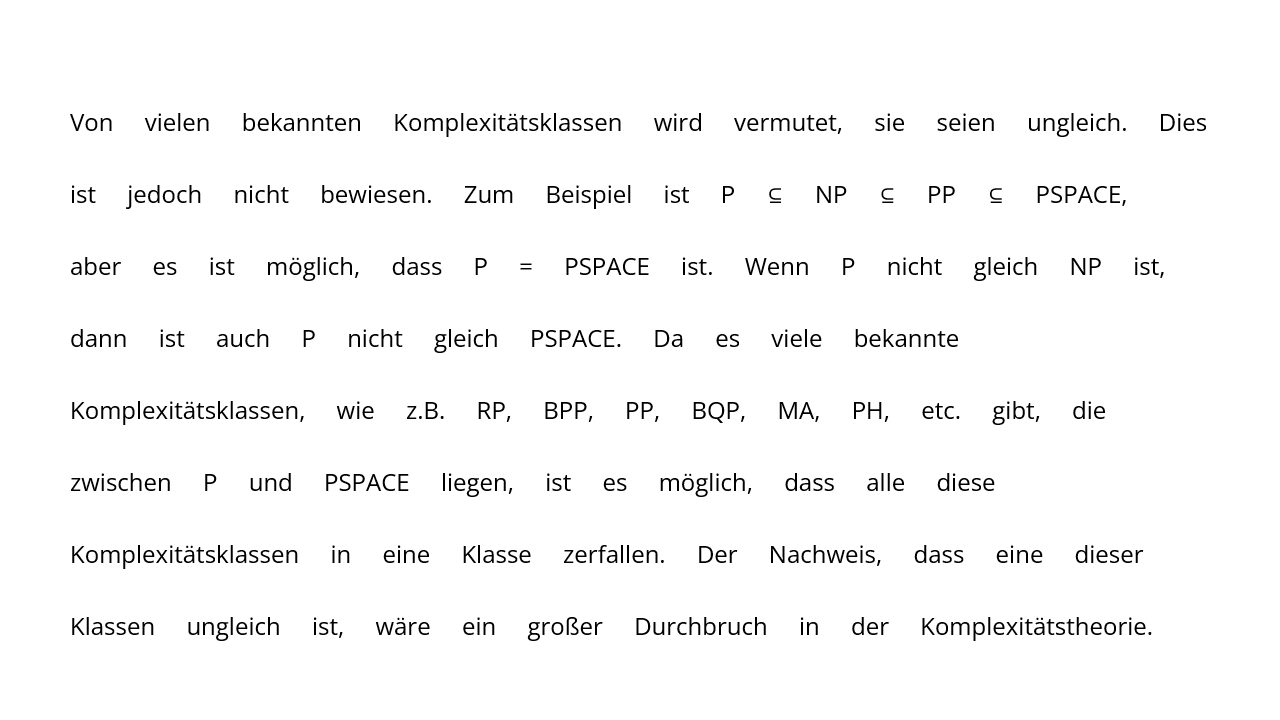 Von vielen bekannten Komplexitätsklassen wird vermutet, sie seien ungleich. Dies
ist jedoch nicht bewiesen. Zum Beispiel ist P ⊆ NP ⊆ PP ⊆ PSPACE,
aber es ist möglich, dass P = PSPACE ist. Wenn P nicht gleich NP ist,
dann ist auch P nicht gleich PSPACE. Da es viele bekannte
Komplexitätsklassen, wie z.B. RP, BPP, PP, BQP, MA, PH, etc. gibt, die
zwischen P und PSPACE liegen, ist es möglich, dass alle diese
Komplexitätsklassen in eine Klasse zerfallen. Der Nachweis, dass eine dieser
Klassen ungleich ist, wäre ein großer Durchbruch in der Komplexitätstheorie.